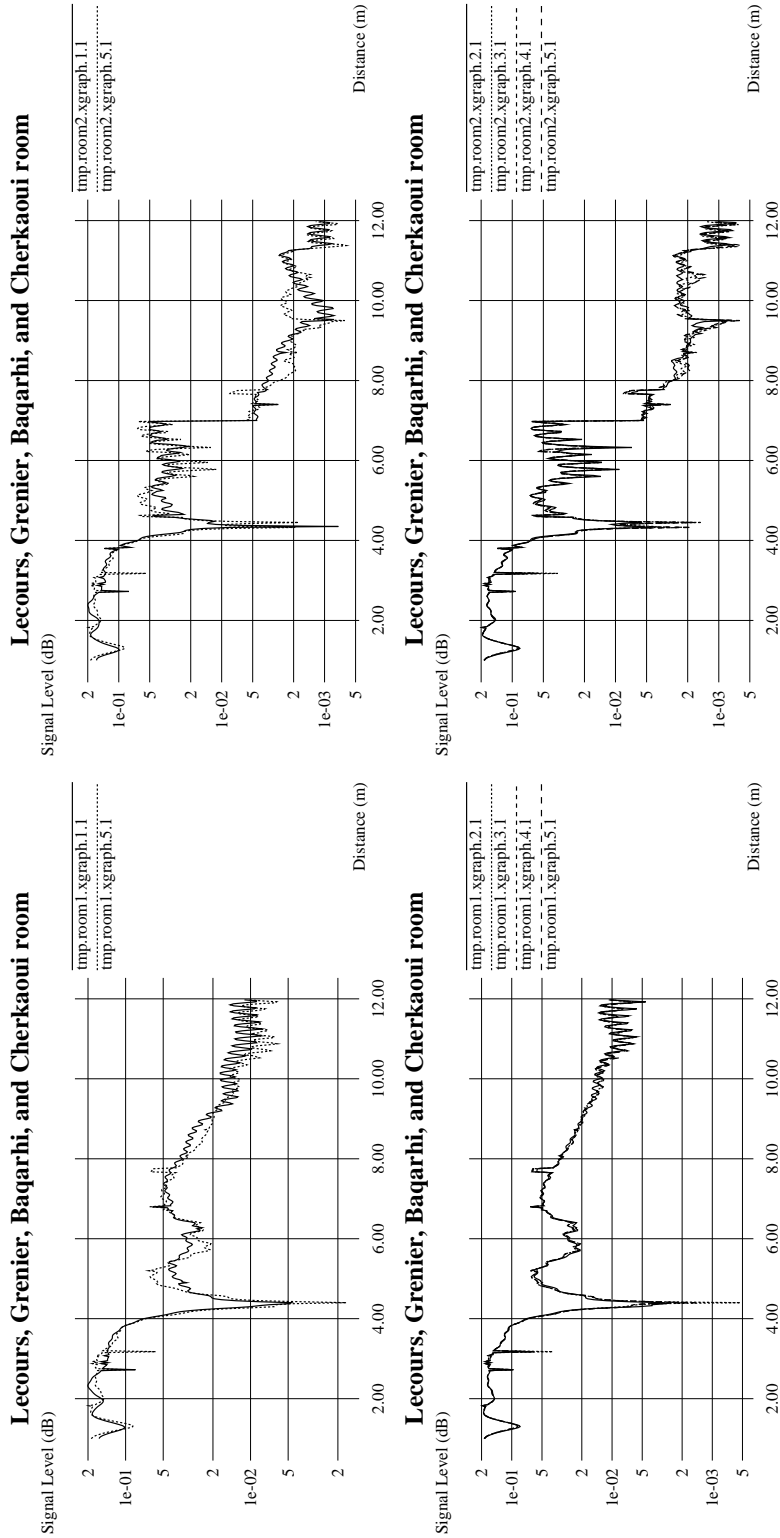 Lecours, Grenier, Baqarhi, and Cherkaoui room
Signal Level (dB)
tmp.room1.xgraph.1.1
tmp.room1.xgraph.5.1
2
1e-01
5
2
1e-02
5
2
2.00 4.00 6.00 8.00 10.00 12.00
Distance (m)
Lecours, Grenier, Baqarhi, and Cherkaoui room
Signal Level (dB)
tmp.room2.xgraph.1.1
tmp.room2.xgraph.5.1
2
1e-01
5
1e-02
5
2
1e-03
5
2.00 4.00 6.00 8.00 10.00 12.00
Distance (m)
Lecours, Grenier, Baqarhi, and Cherkaoui room
Signal Level (dB)
tmp.room1.xgraph.2.1
tmp.room1.xgraph.3.1
tmp.room1.xgraph.4.1
tmp.room1.xgraph.5.1
2
1e-01
5
2
1e-02
5
2
1e-03
5
2.00 4.00 6.00 8.00 10.00 12.00
Distance (m)
Lecours, Grenier, Baqarhi, and Cherkaoui room
Signal Level (dB)
tmp.room2.xgraph.2.1
tmp.room2.xgraph.3.1
tmp.room2.xgraph.4.1
tmp.room2.xgraph.5.1
2
1e-01
5
1e-02
5
2
1e-03
5
2.00 4.00 6.00 8.00 10.00 12.00
Distance (m)